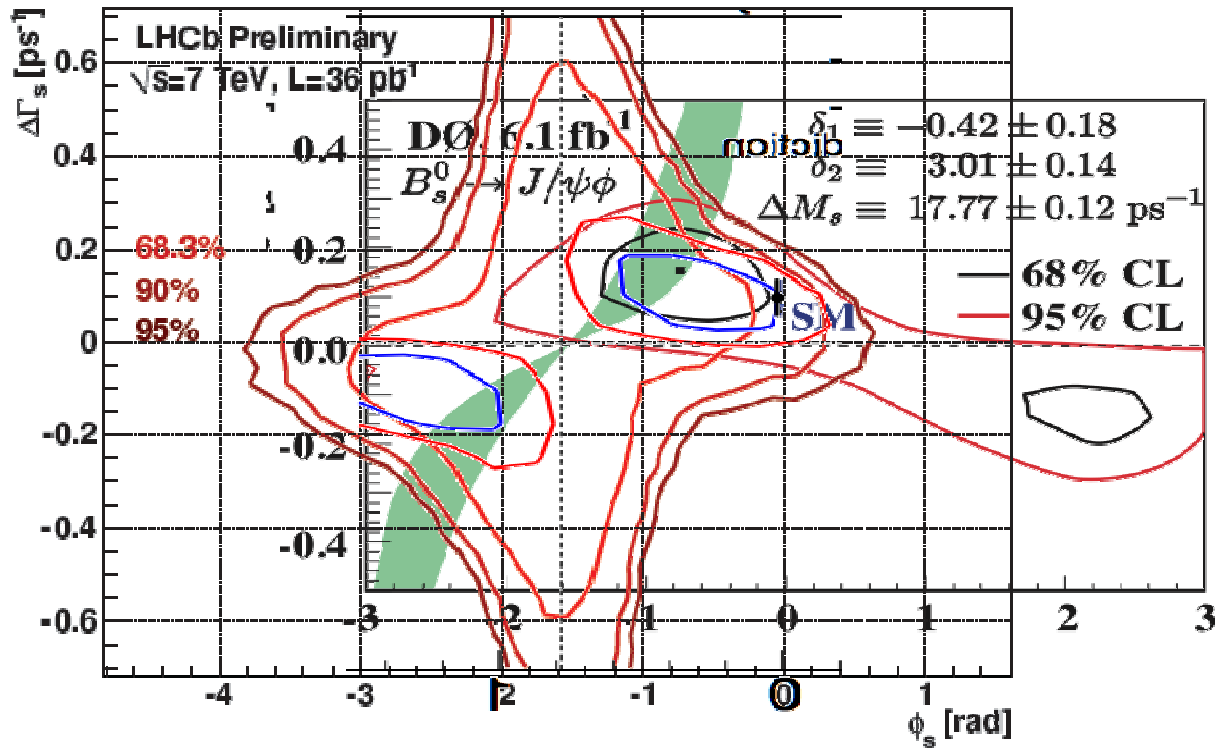 LHCb Preliminary
√s=7 TeV, L=36 pb⁻¹
ΔΓₛ [ps⁻¹]
0.6
0.4
0.2
0
-0.2
-0.4
-0.6
68.3%
90%
95%
DØ, 6.1 fb⁻¹
B⁰ₛ → J/ψϕ
δ₁ ≡ −0.42 ± 0.18
δ₂ ≡ 3.01 ± 0.14
ΔMₛ ≡ 17.77 ± 0.12 ps⁻¹
68% CL
95% CL
SM
0.4
0.2
0.0
-0.2
-0.4
-3 -2 -1 0 1 2 3
-4 -3 -2 -1 0 1
ϕₛ [rad]